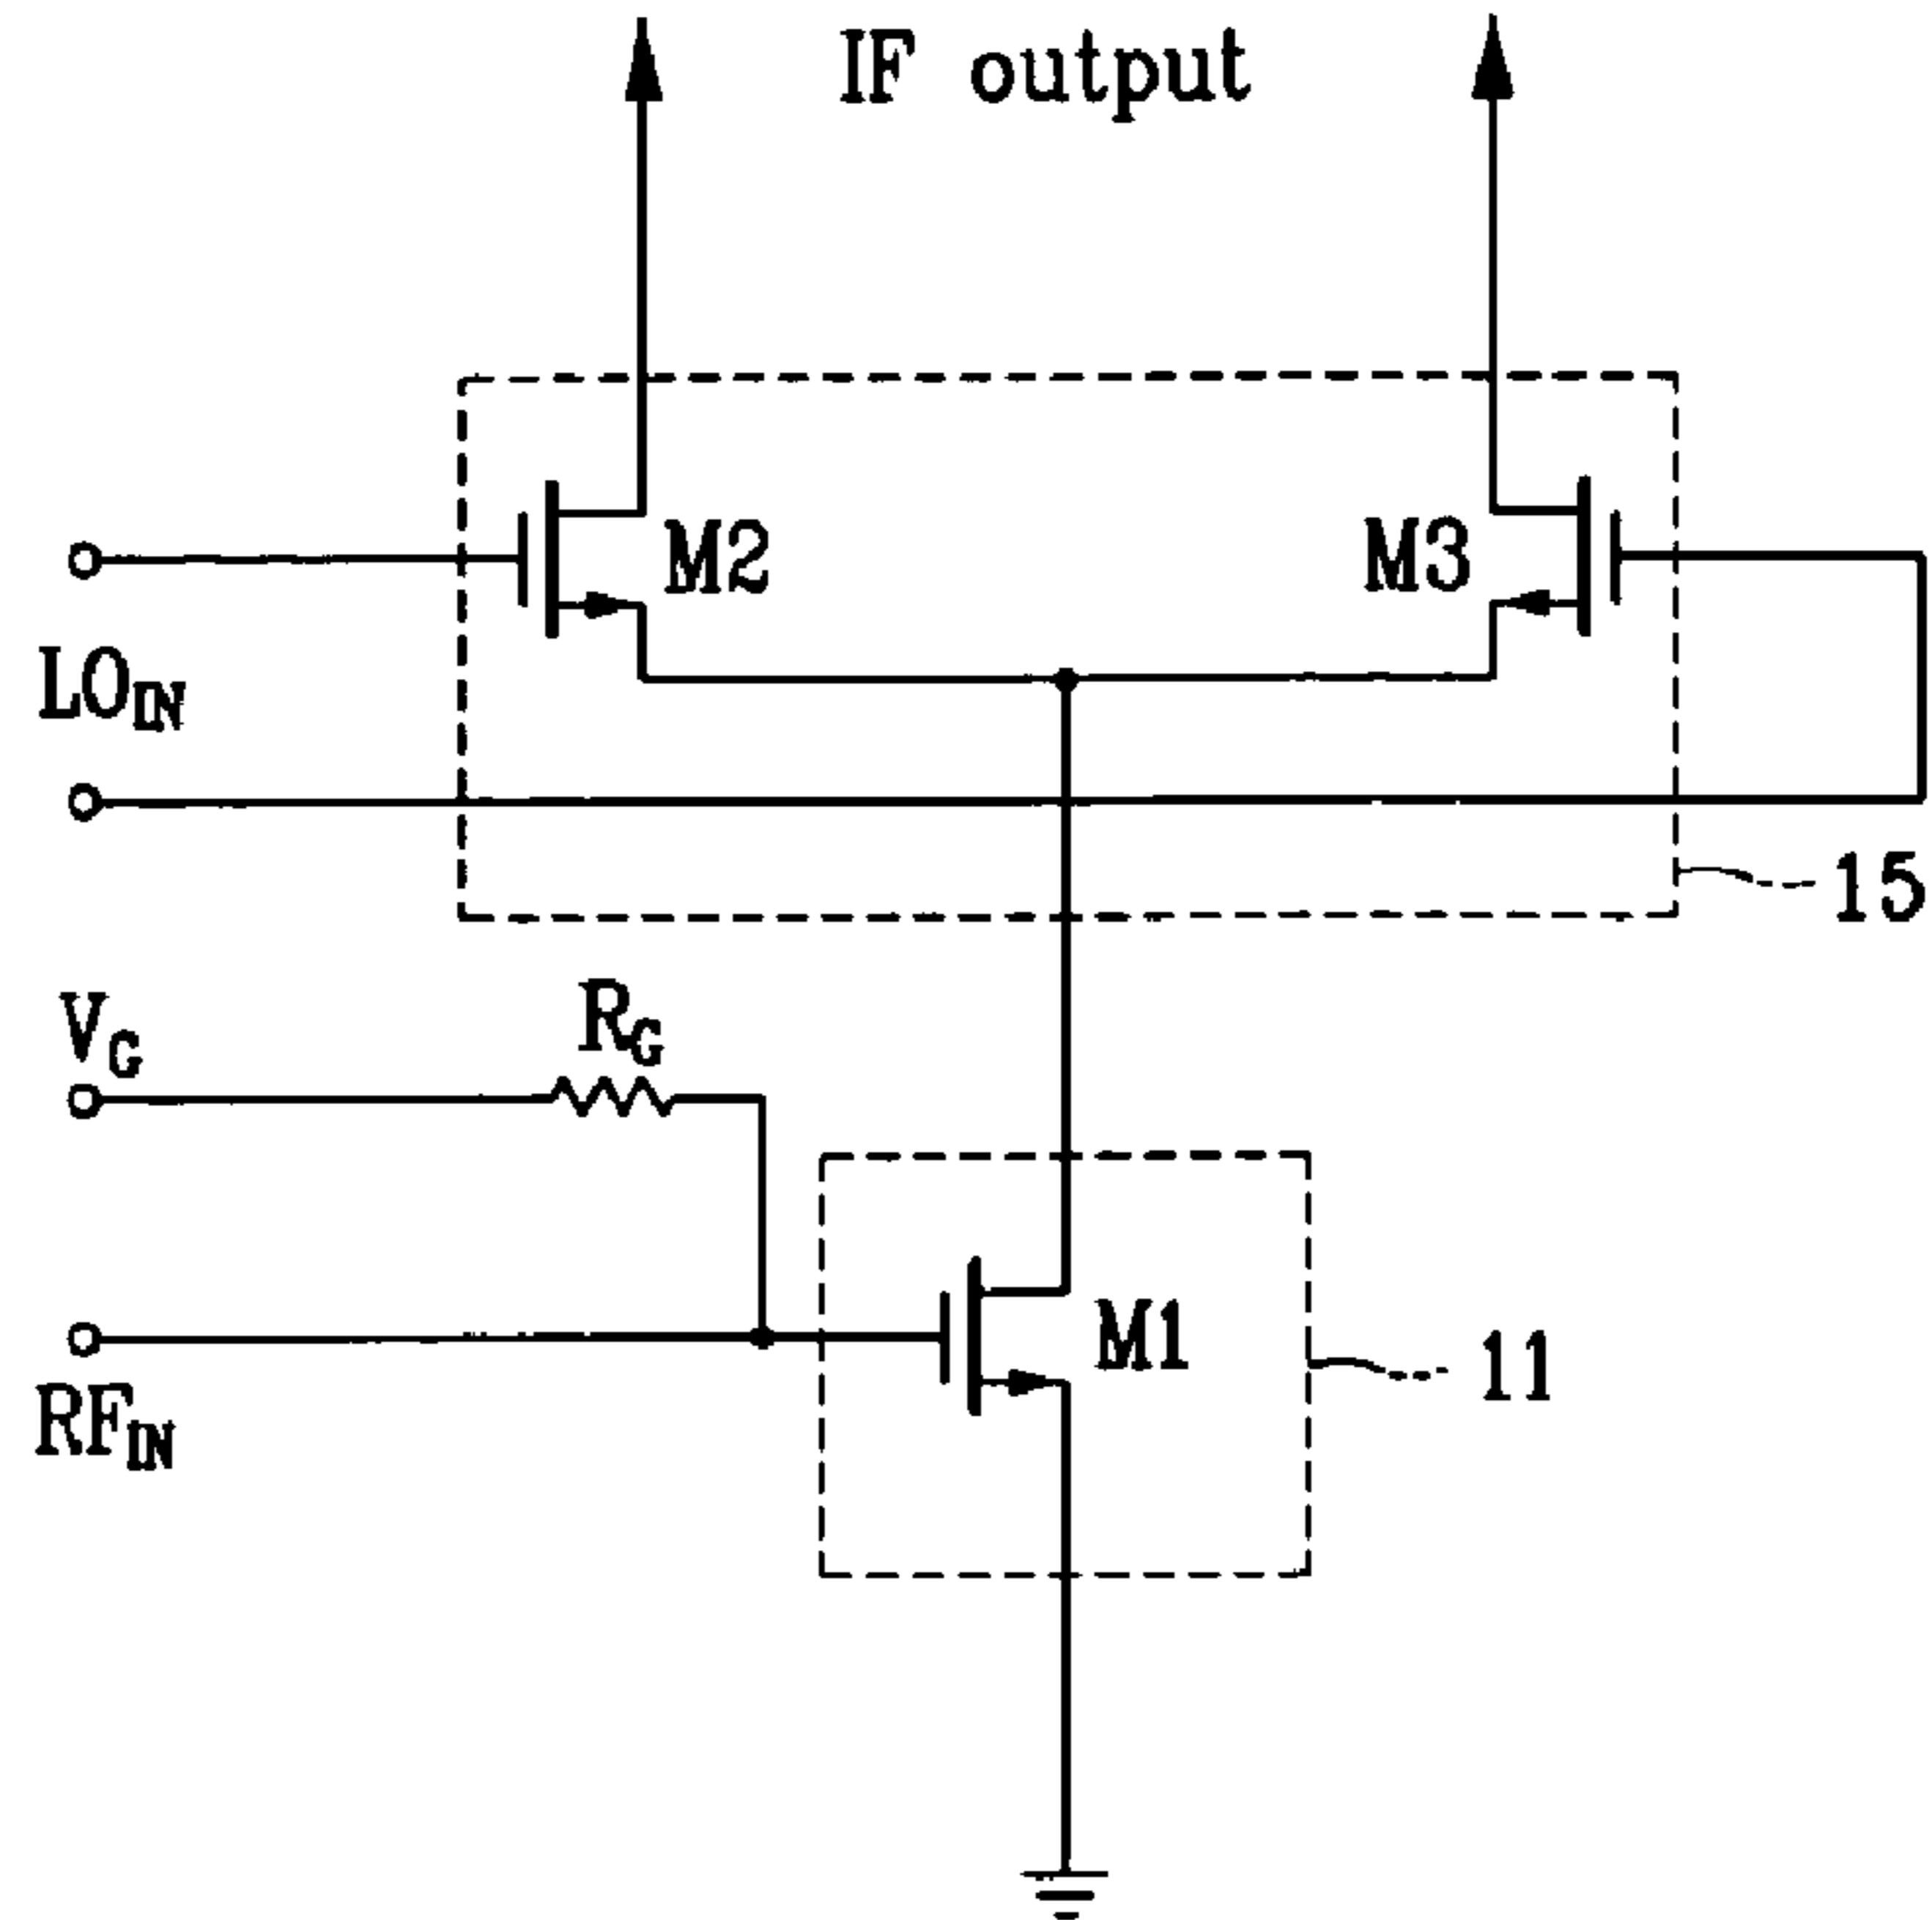 IF output
M2
M3
LO_IN
15
V_G
R_G
M1
11
RF_IN